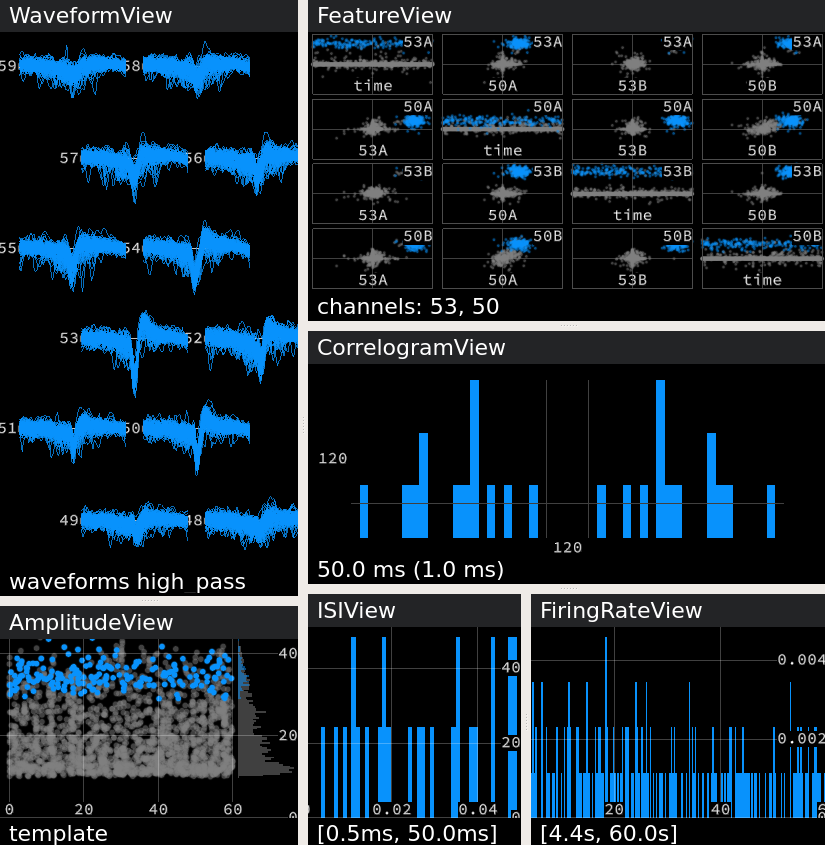 WaveformView
59 58
57 56
55 54
53 52
51 50
49 48
waveforms high_pass
FeatureView
53A 53A 53A 53A
time 50A 53B 50B
50A 50A 50A 50A
53A time 53B 50B
53B 53B 53B 53B
53A 50A time 50B
50B 50B 50B 50B
53A 50A 53B time
channels: 53, 50
CorrelogramView
120
120
50.0 ms (1.0 ms)
AmplitudeView
40
20
0 20 40 60 0
template
ISIView
40
20
0 0.02 0.04 0
[0.5ms, 50.0ms]
FiringRateView
0.004
0.002
20 40
[4.4s, 60.0s]